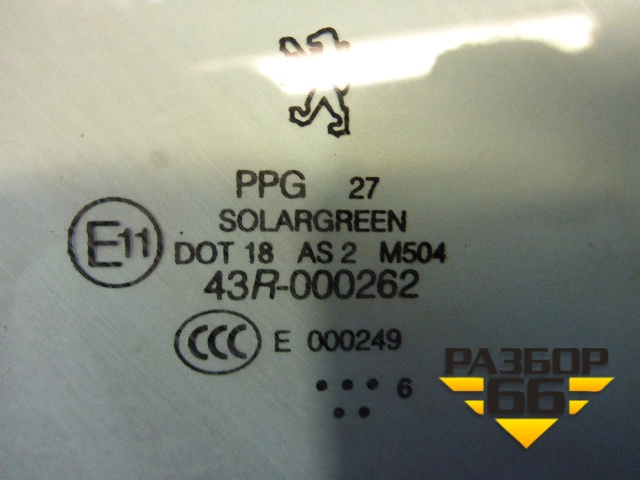 PPG 27
SOLARGREEN
E11
DOT 18 AS 2 M504
43R-000262
CCC E 000249
••• 6
••
РАЗБОР
66